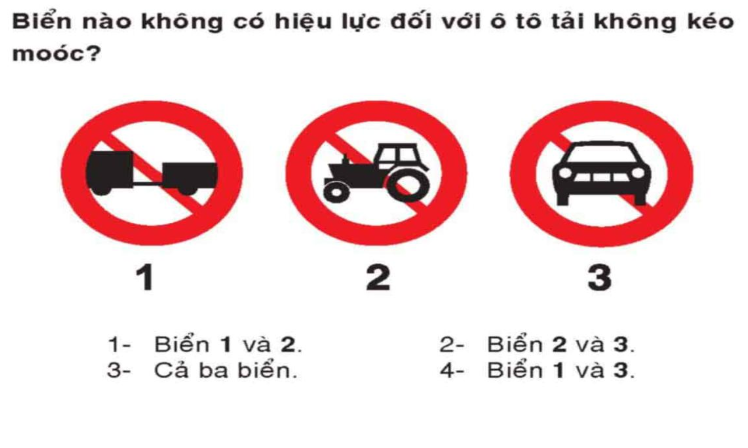 Biển nào không có hiệu lực đối với ô tô tải không kéo
moóc?
1 2 3
1- Biển 1 và 2. 2- Biển 2 và 3.
3- Cả ba biển. 4- Biển 1 và 3.